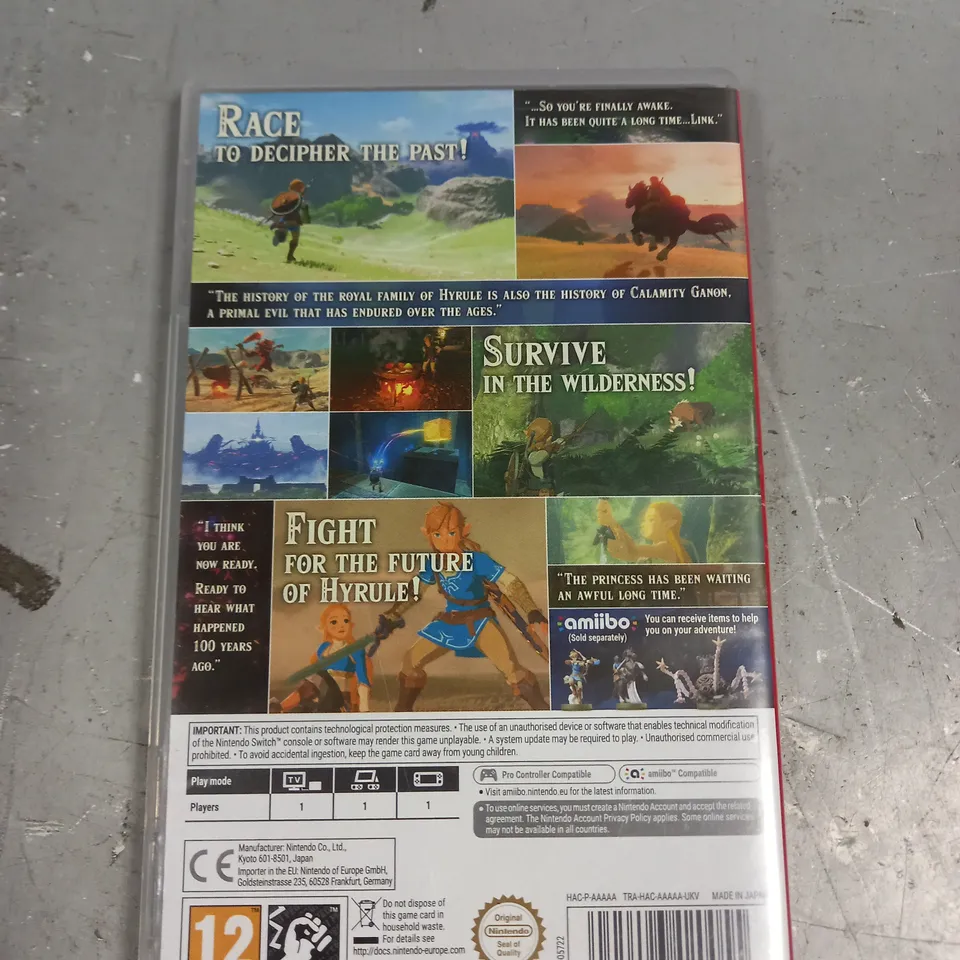 RACE
TO DECIPHER THE PAST!
"...SO YOU'RE FINALLY AWAKE.
IT HAS BEEN QUITE A LONG TIME...LINK."
"THE HISTORY OF THE ROYAL FAMILY OF HYRULE IS ALSO THE HISTORY OF CALAMITY GANON,
A PRIMAL EVIL THAT HAS ENDURED OVER THE AGES."
SURVIVE
IN THE WILDERNESS!
"I THINK
YOU ARE
NOW READY.
READY TO
HEAR WHAT
HAPPENED
100 YEARS
AGO."
FIGHT
FOR THE FUTURE
OF HYRULE!
"THE PRINCESS HAS BEEN WAITING
AN AWFUL LONG TIME."
amiibo
(Sold separately)
You can receive items to help
you on your adventure!
IMPORTANT: This product contains technological protection measures. • The use of an unauthorised device or software that enables technical modification
of the Nintendo Switch™ console or software may render this game unplayable. • A system update may be required to play. • Unauthorised commercial use
prohibited. • To avoid accidental ingestion, keep the game card away from young children.
Play mode
TV
Players
1
1
1
Pro Controller Compatible
amiibo™ Compatible
• Visit amiibo.nintendo.eu for the latest information.
• To use online services, you must create a Nintendo Account and accept the related
agreement. The Nintendo Account Privacy Policy applies. Some online services
may not be available in all countries.
CE
Manufacturer: Nintendo Co., Ltd.,
Kyoto 601-8501, Japan
Importer in the EU: Nintendo of Europe GmbH,
Goldsteinstrasse 235, 60528 Frankfurt, Germany
12
™
™
Do not dispose of
this game card in
household waste.
For details see
http://docs.nintendo-europe.com
Original
Nintendo
Seal of
Quality
HAC-P-AAAAA TRA-HAC-AAAAA-UKV MADE IN JAPAN
05722